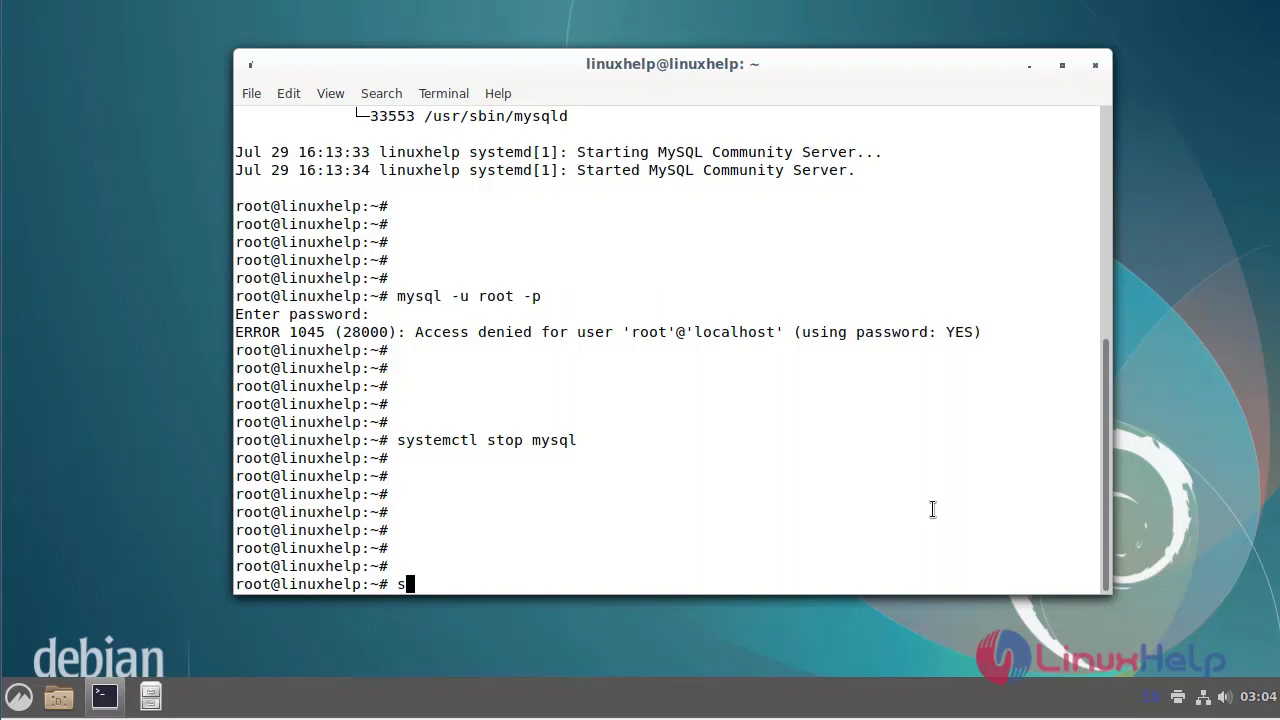 linuxhelp@linuxhelp: ~
File Edit View Search Terminal Help
└─33553 /usr/sbin/mysqld
Jul 29 16:13:33 linuxhelp systemd[1]: Starting MySQL Community Server...
Jul 29 16:13:34 linuxhelp systemd[1]: Started MySQL Community Server.
root@linuxhelp:~#
root@linuxhelp:~#
root@linuxhelp:~#
root@linuxhelp:~#
root@linuxhelp:~#
root@linuxhelp:~# mysql -u root -p
Enter password:
ERROR 1045 (28000): Access denied for user 'root'@'localhost' (using password: YES)
root@linuxhelp:~#
root@linuxhelp:~#
root@linuxhelp:~#
root@linuxhelp:~#
root@linuxhelp:~#
root@linuxhelp:~# systemctl stop mysql
root@linuxhelp:~#
root@linuxhelp:~#
root@linuxhelp:~#
root@linuxhelp:~#
root@linuxhelp:~#
root@linuxhelp:~#
root@linuxhelp:~#
root@linuxhelp:~# s
debian
LinuxHelp
03:04